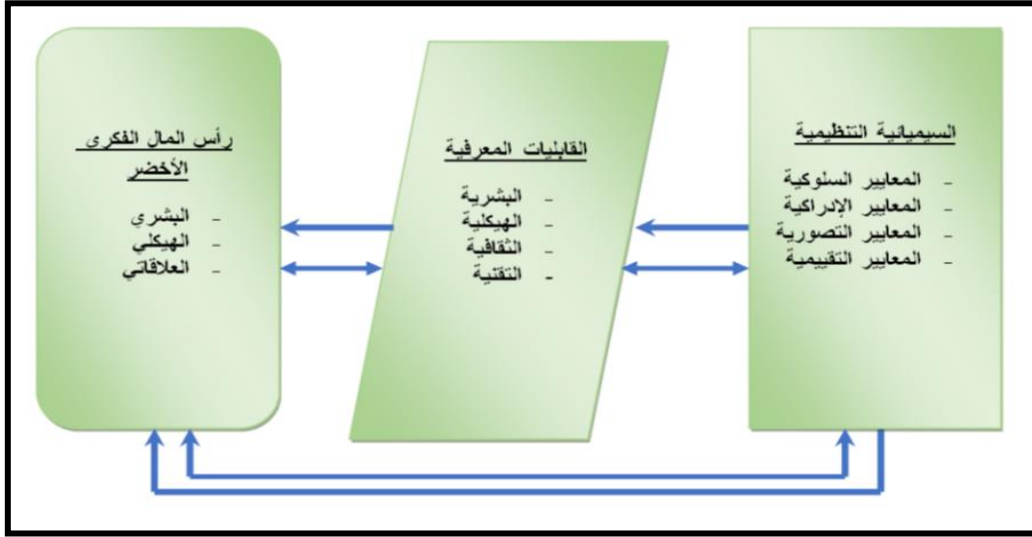 السيميائية التنظيمية
- المعايير السلوكية
- المعايير الإدراكية
- المعايير التصورية
- المعايير التقييمية
القابليات المعرفية
- البشرية
- الهيكلية
- الثقافية
- التقنية
رأس المال الفكري
الأخضر
- البشري
- الهيكلي
- العلاقاتي